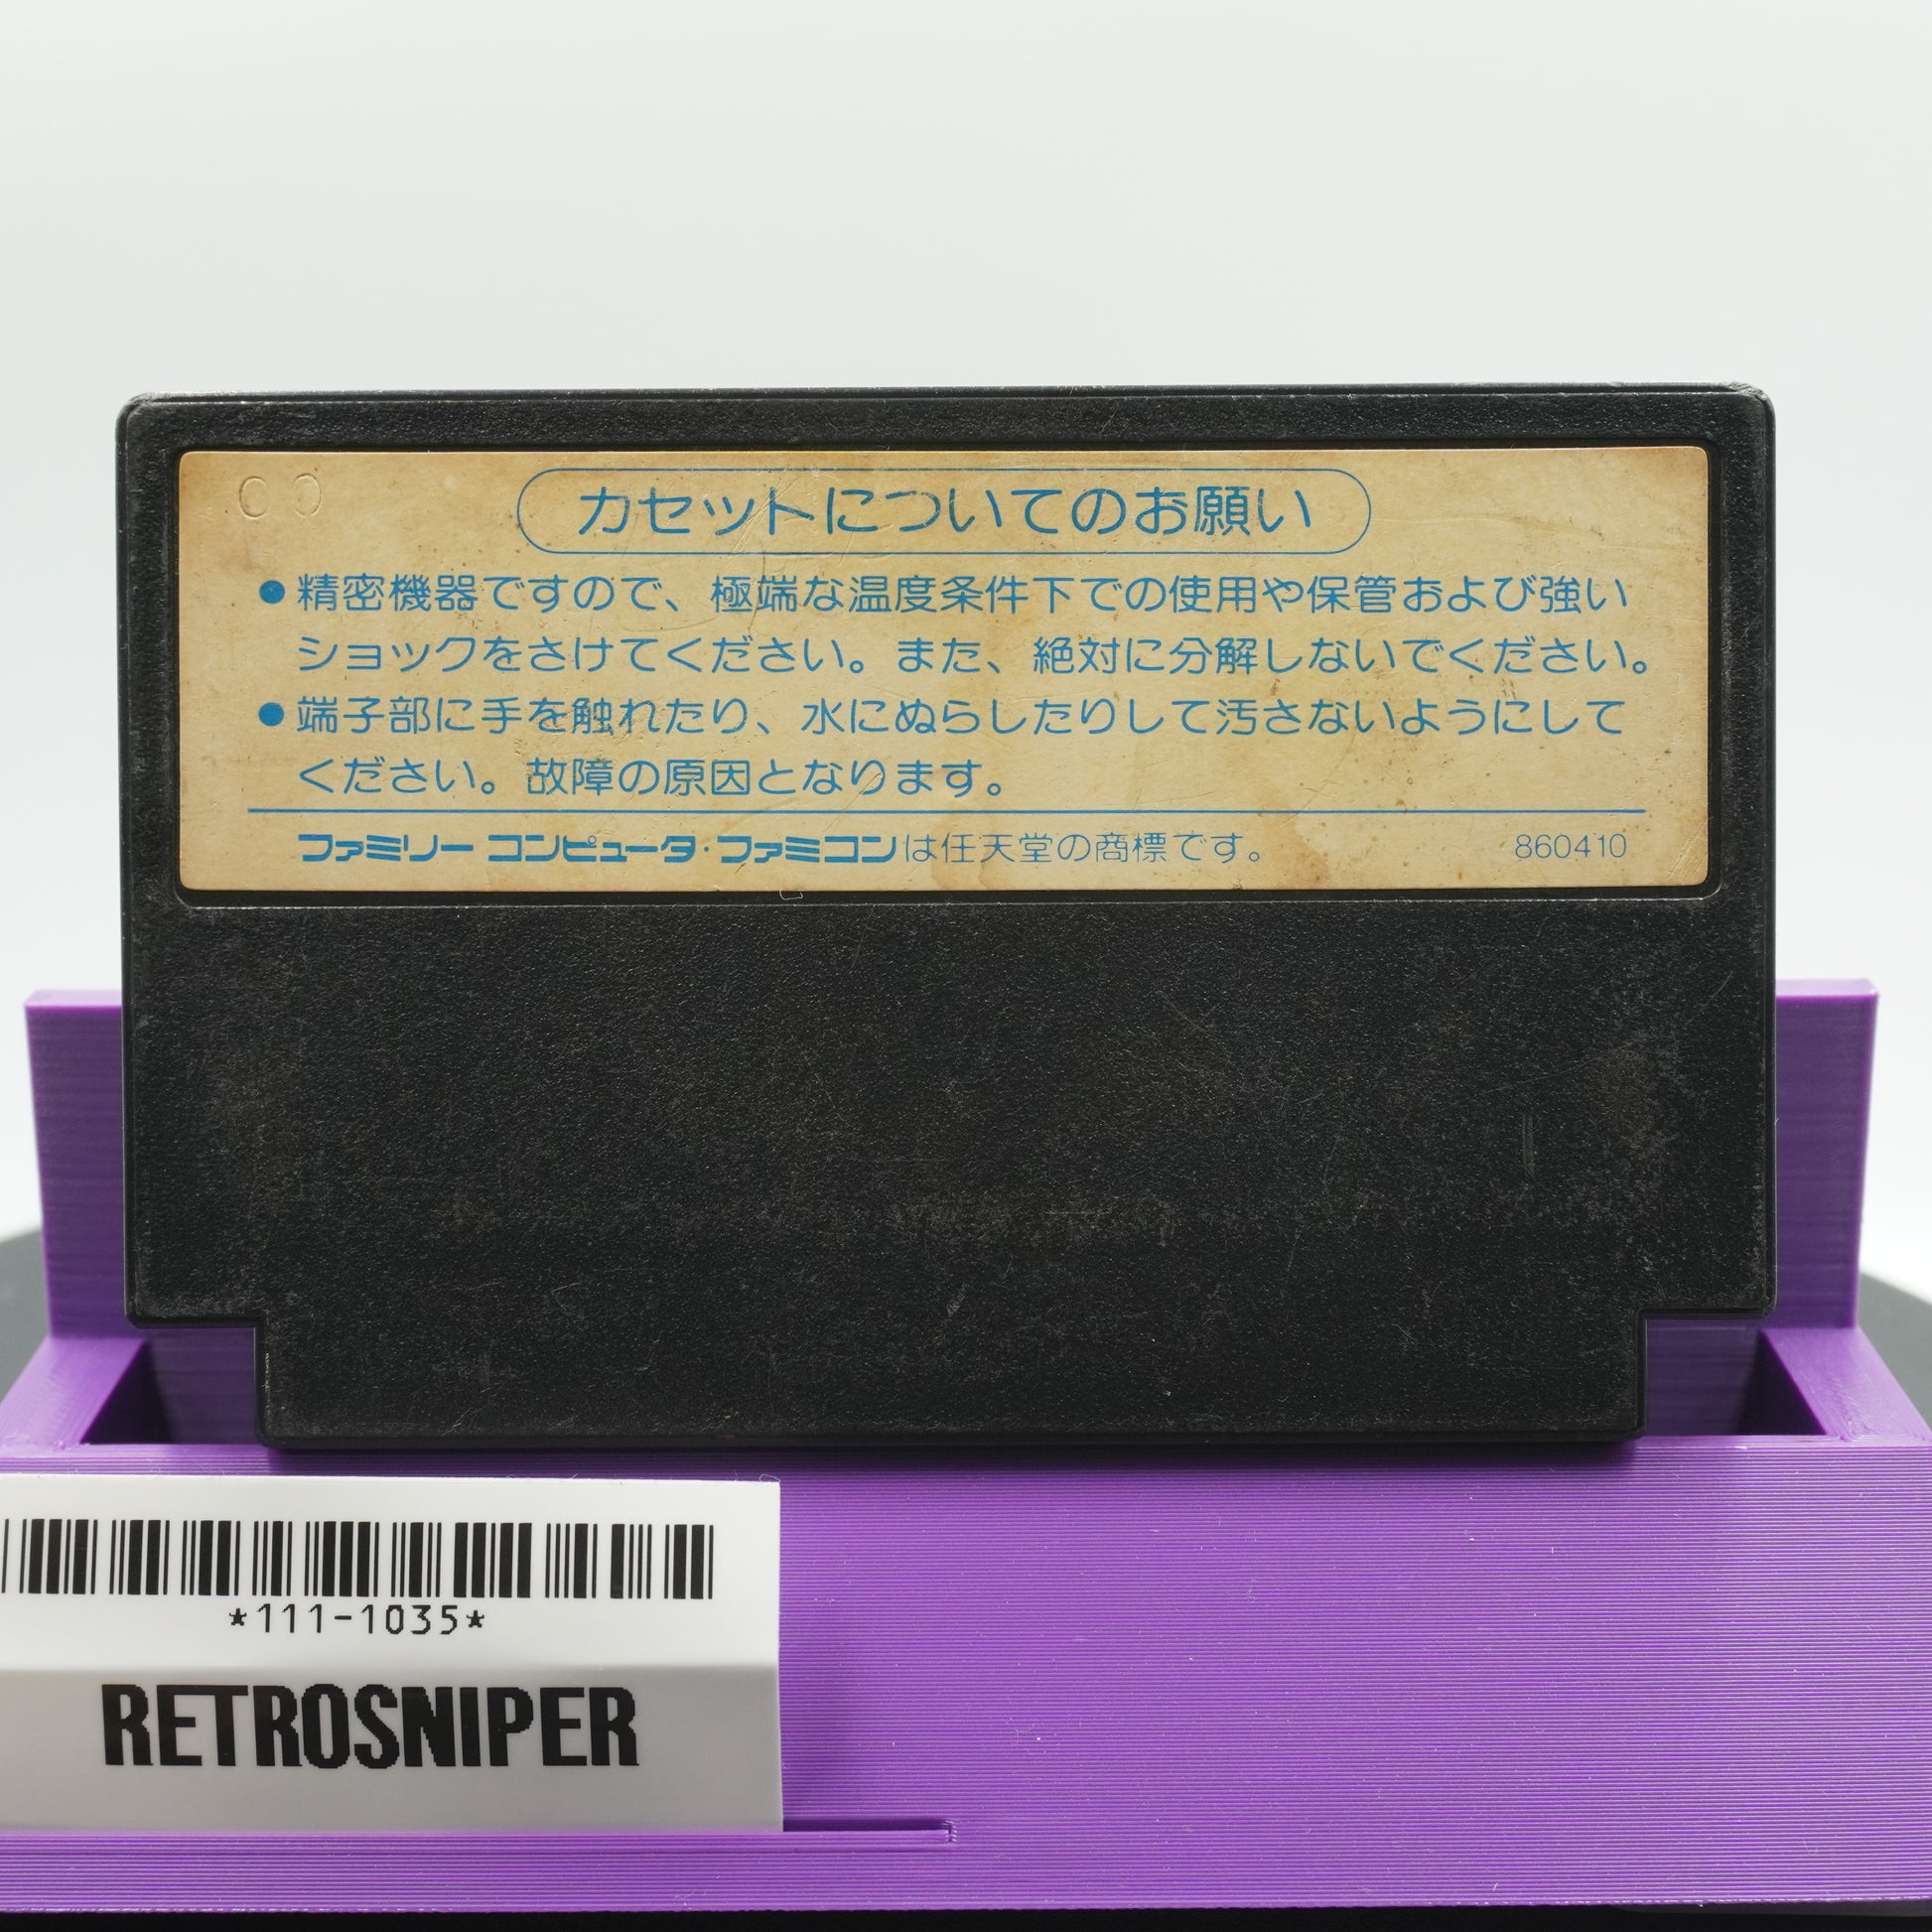 00
カセットについてのお願い
●精密機器ですので、極端な温度条件下での使用や保管および強い
ショックをさけてください。また、絶対に分解しないでください。
●端子部に手を触れたり、水にぬらしたりして汚さないようにして
ください。故障の原因となります。
ファミリー コンピュータ・ファミコンは任天堂の商標です。 860410
*111-1035*
RETROSNIPER